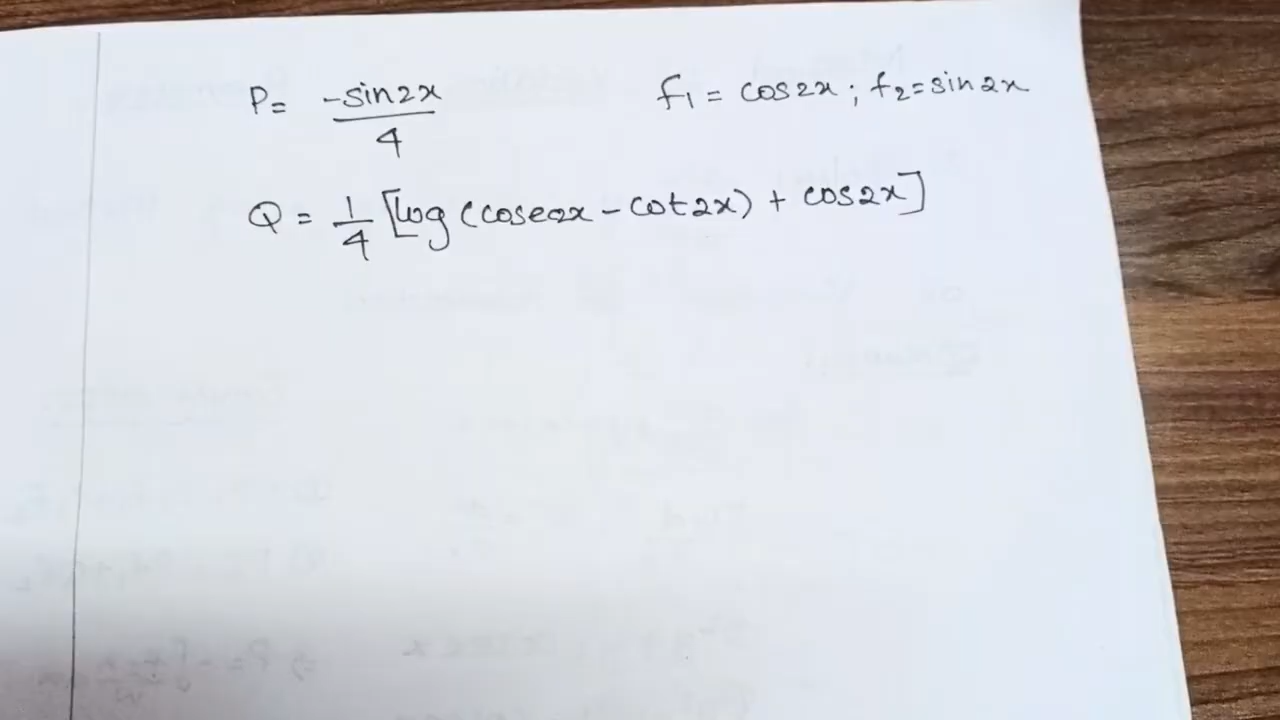 P = -sin2x/4 f1 = cos2x ; f2 = sin2x
Q = 1/4 [log (cosec2x - cot2x) + cos2x]